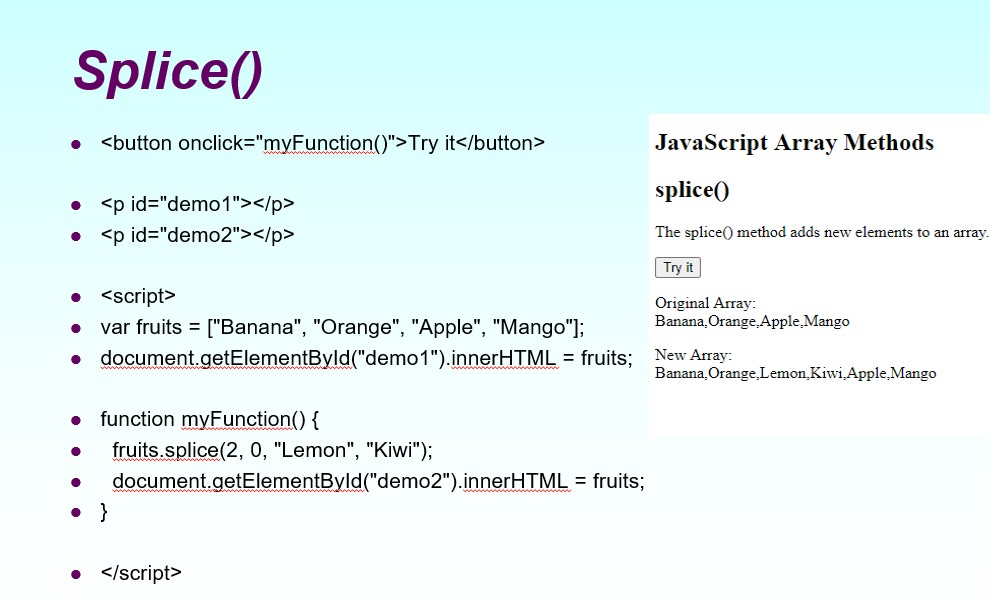 Splice()
<button onclick="myFunction()">Try it</button>
<p id="demo1"></p>
<p id="demo2"></p>
<script>
var fruits = ["Banana", "Orange", "Apple", "Mango"];
document.getElementById("demo1").innerHTML = fruits;
function myFunction() {
fruits.splice(2, 0, "Lemon", "Kiwi");
document.getElementById("demo2").innerHTML = fruits;
}
</script>
JavaScript Array Methods
splice()
The splice() method adds new elements to an array.
Try it
Original Array:
Banana,Orange,Apple,Mango
New Array:
Banana,Orange,Lemon,Kiwi,Apple,Mango